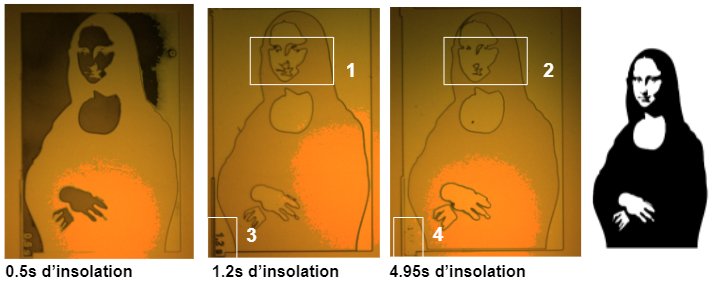 1
2
3
4
0.5s d’insolation
1.2s d’insolation
4.95s d’insolation